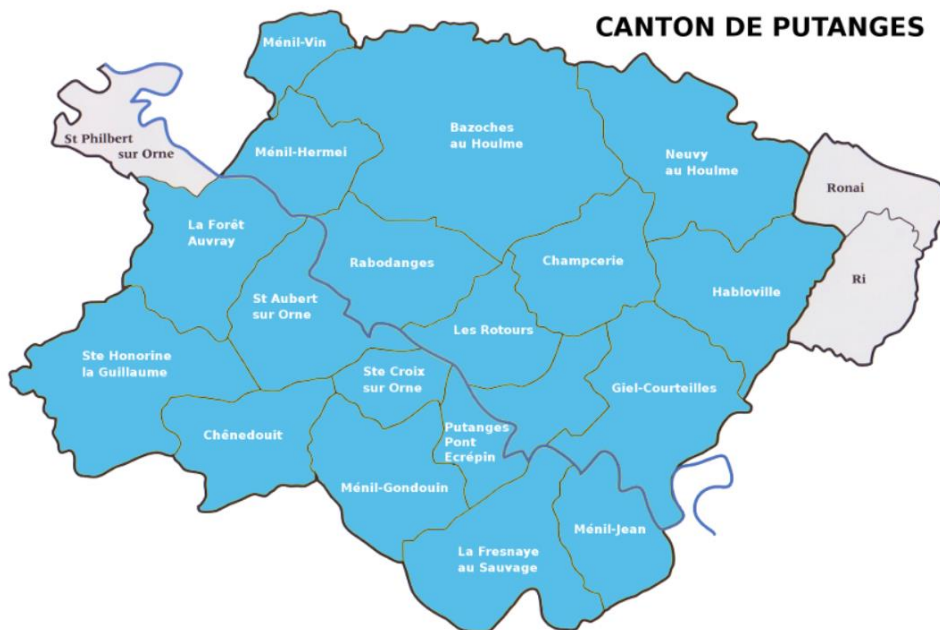 CANTON DE PUTANGES
Ménil-Vin
Bazoches
au Houlme
St Philbert
sur Orne
Ménil-Hermei
Neuvy
au Houlme
Ronai
La Forêt
Auvray
Rabodanges
Champcerie
Ri
Habloville
St Aubert
sur Orne
Les Rotours
Ste Honorine
la Guillaume
Ste Croix
sur Orne
Giel-Courteilles
Chênedouit
Putanges
Pont
Ecrépin
Ménil-Gondouin
Ménil-Jean
La Fresnaye
au Sauvage